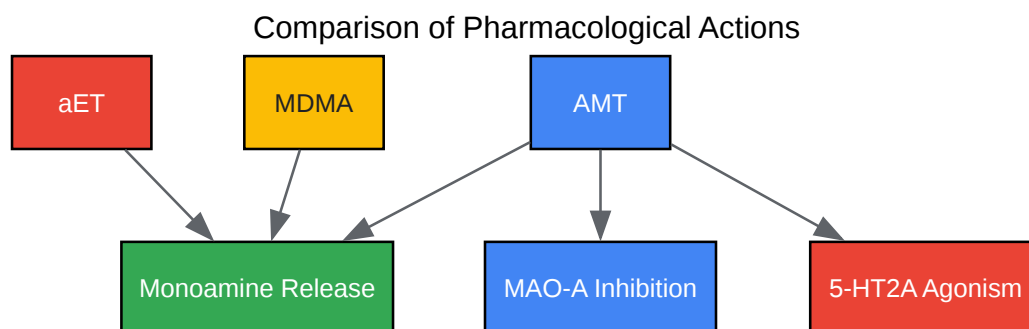 Comparison of Pharmacological Actions
aET
MDMA
AMT
Monoamine Release
MAO-A Inhibition
5-HT2A Agonism